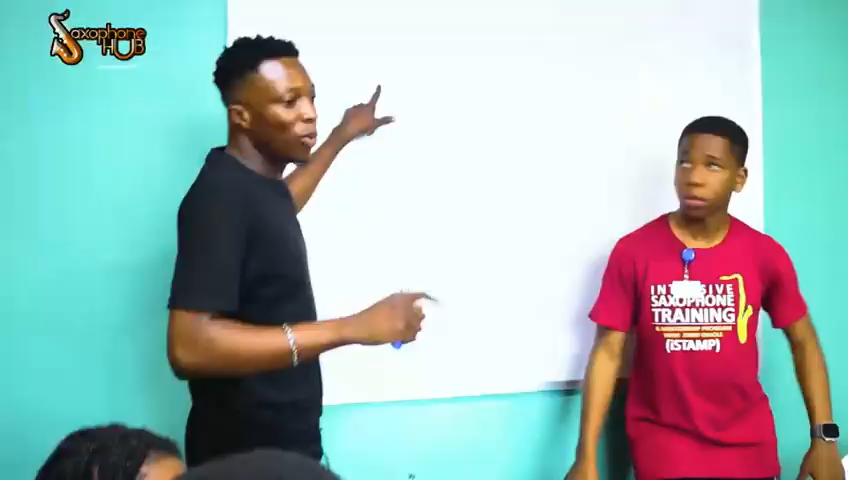 Saxophone
HUB
INTENSIVE
SAXOPHONE
TRAINING
(iSTAMP)